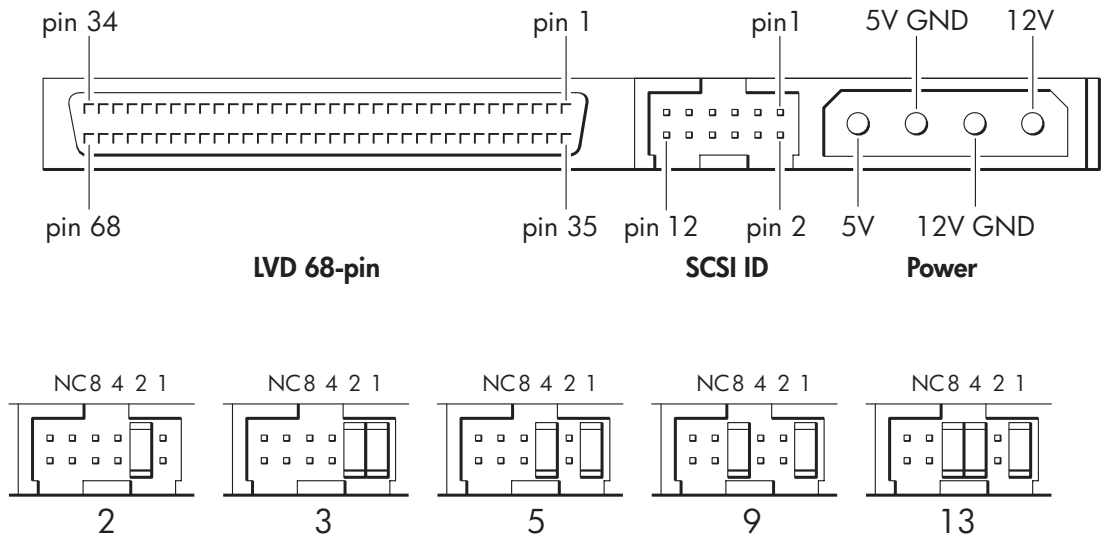 pin 34 pin 1 pin1 5V GND 12V
pin 68 pin 35 pin 12 pin 2 5V 12V GND
LVD 68-pin SCSI ID Power
NC8 4 2 1 NC8 4 2 1 NC8 4 2 1 NC8 4 2 1 NC8 4 2 1
2 3 5 9 13